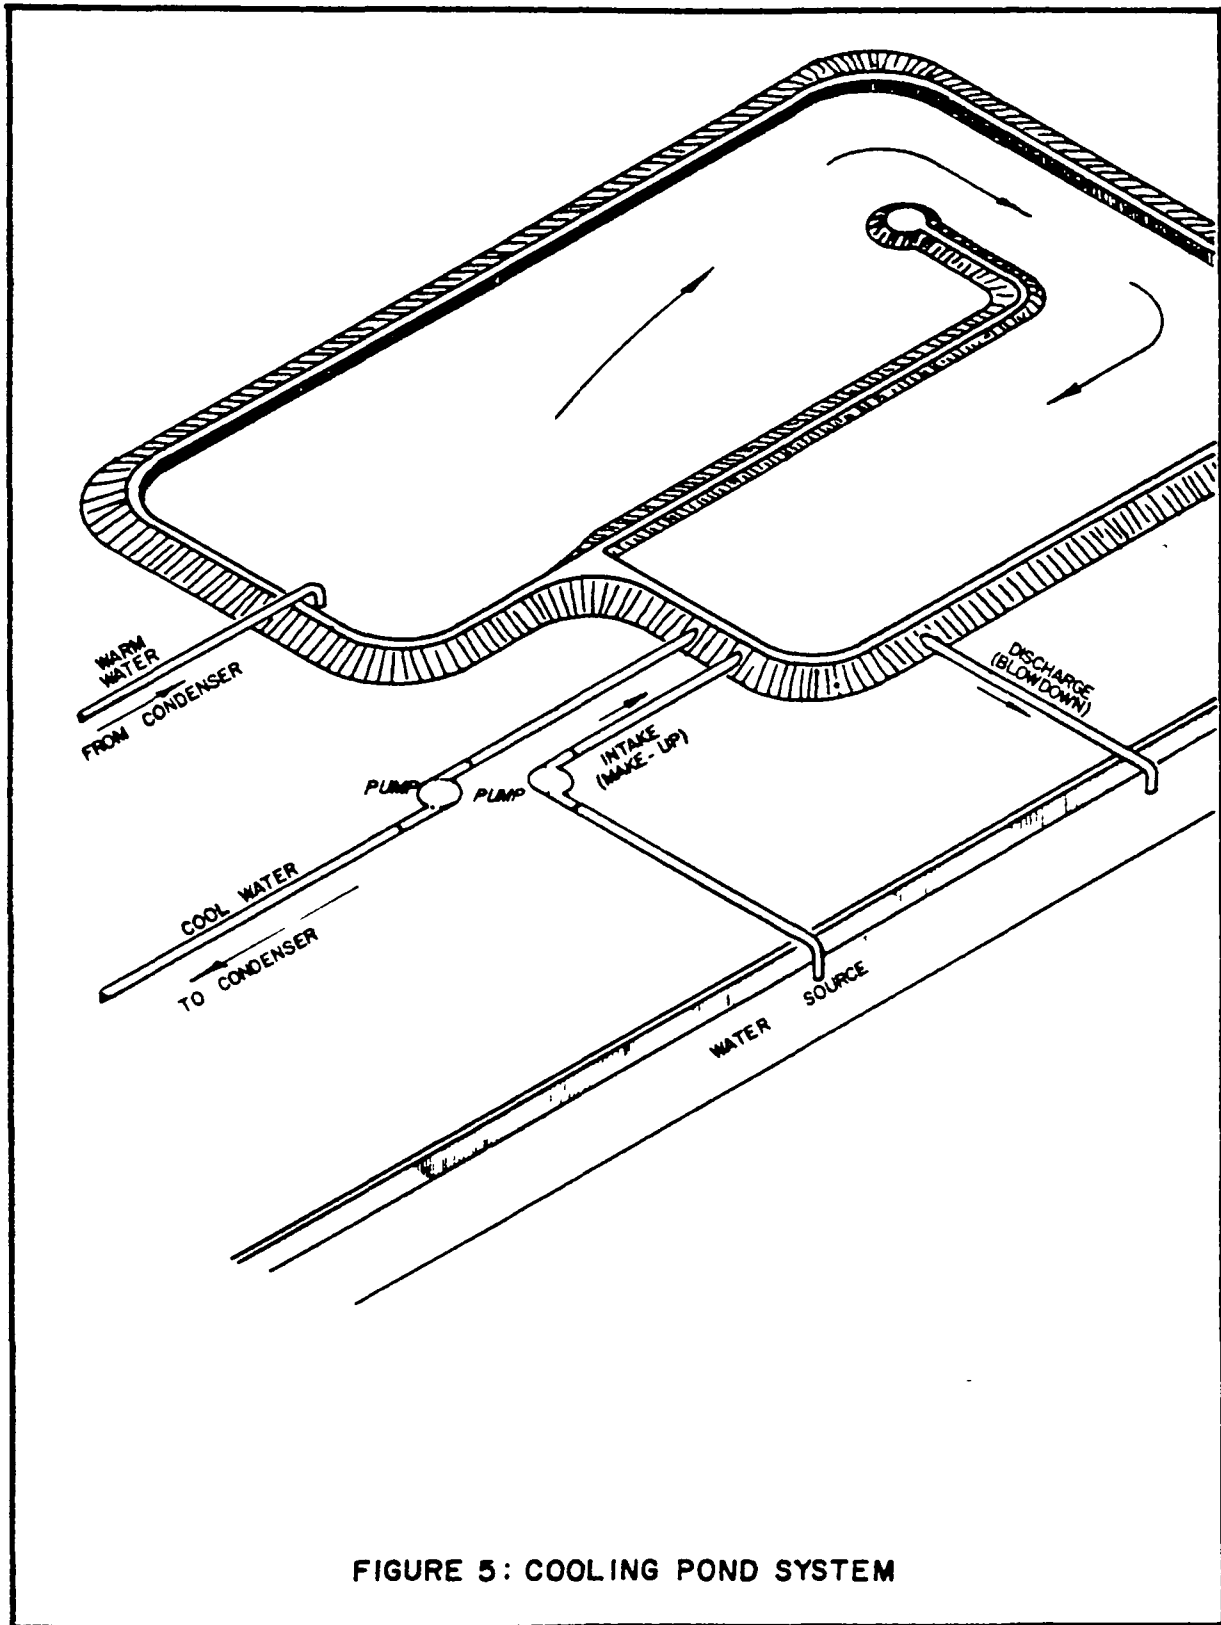 WARM
WATER
FROM CONDENSER
DISCHARGE
(BLOWDOWN)
PUMP
PUMP
INTAKE
(MAKE-UP)
COOL WATER
TO CONDENSER
WATER SOURCE
FIGURE 5: COOLING POND SYSTEM